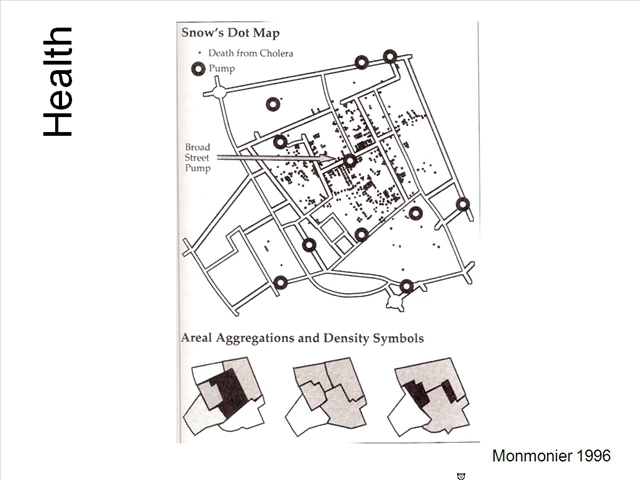 Health
Snow's Dot Map
• Death from Cholera
Pump
Broad
Street
Pump
Areal Aggregations and Density Symbols
Monmonier 1996